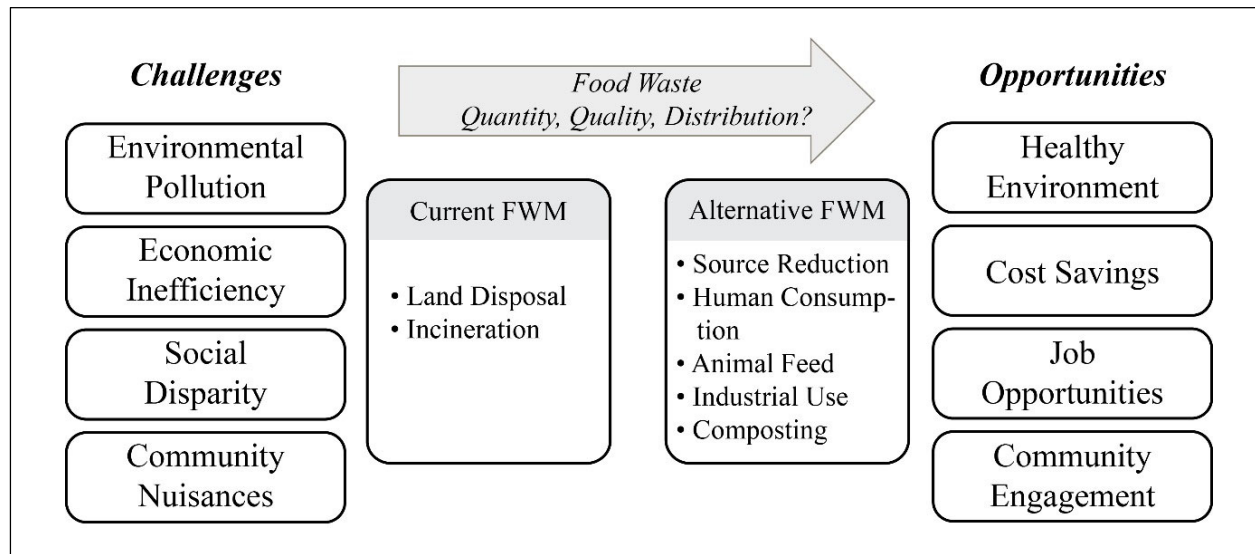 Challenges
Environmental
Pollution
Economic
Inefficiency
Social
Disparity
Community
Nuisances
Food Waste
Quantity, Quality, Distribution?
Current FWM
• Land Disposal
• Incineration
Alternative FWM
• Source Reduction
• Human Consump-
tion
• Animal Feed
• Industrial Use
• Composting
Opportunities
Healthy
Environment
Cost Savings
Job
Opportunities
Community
Engagement